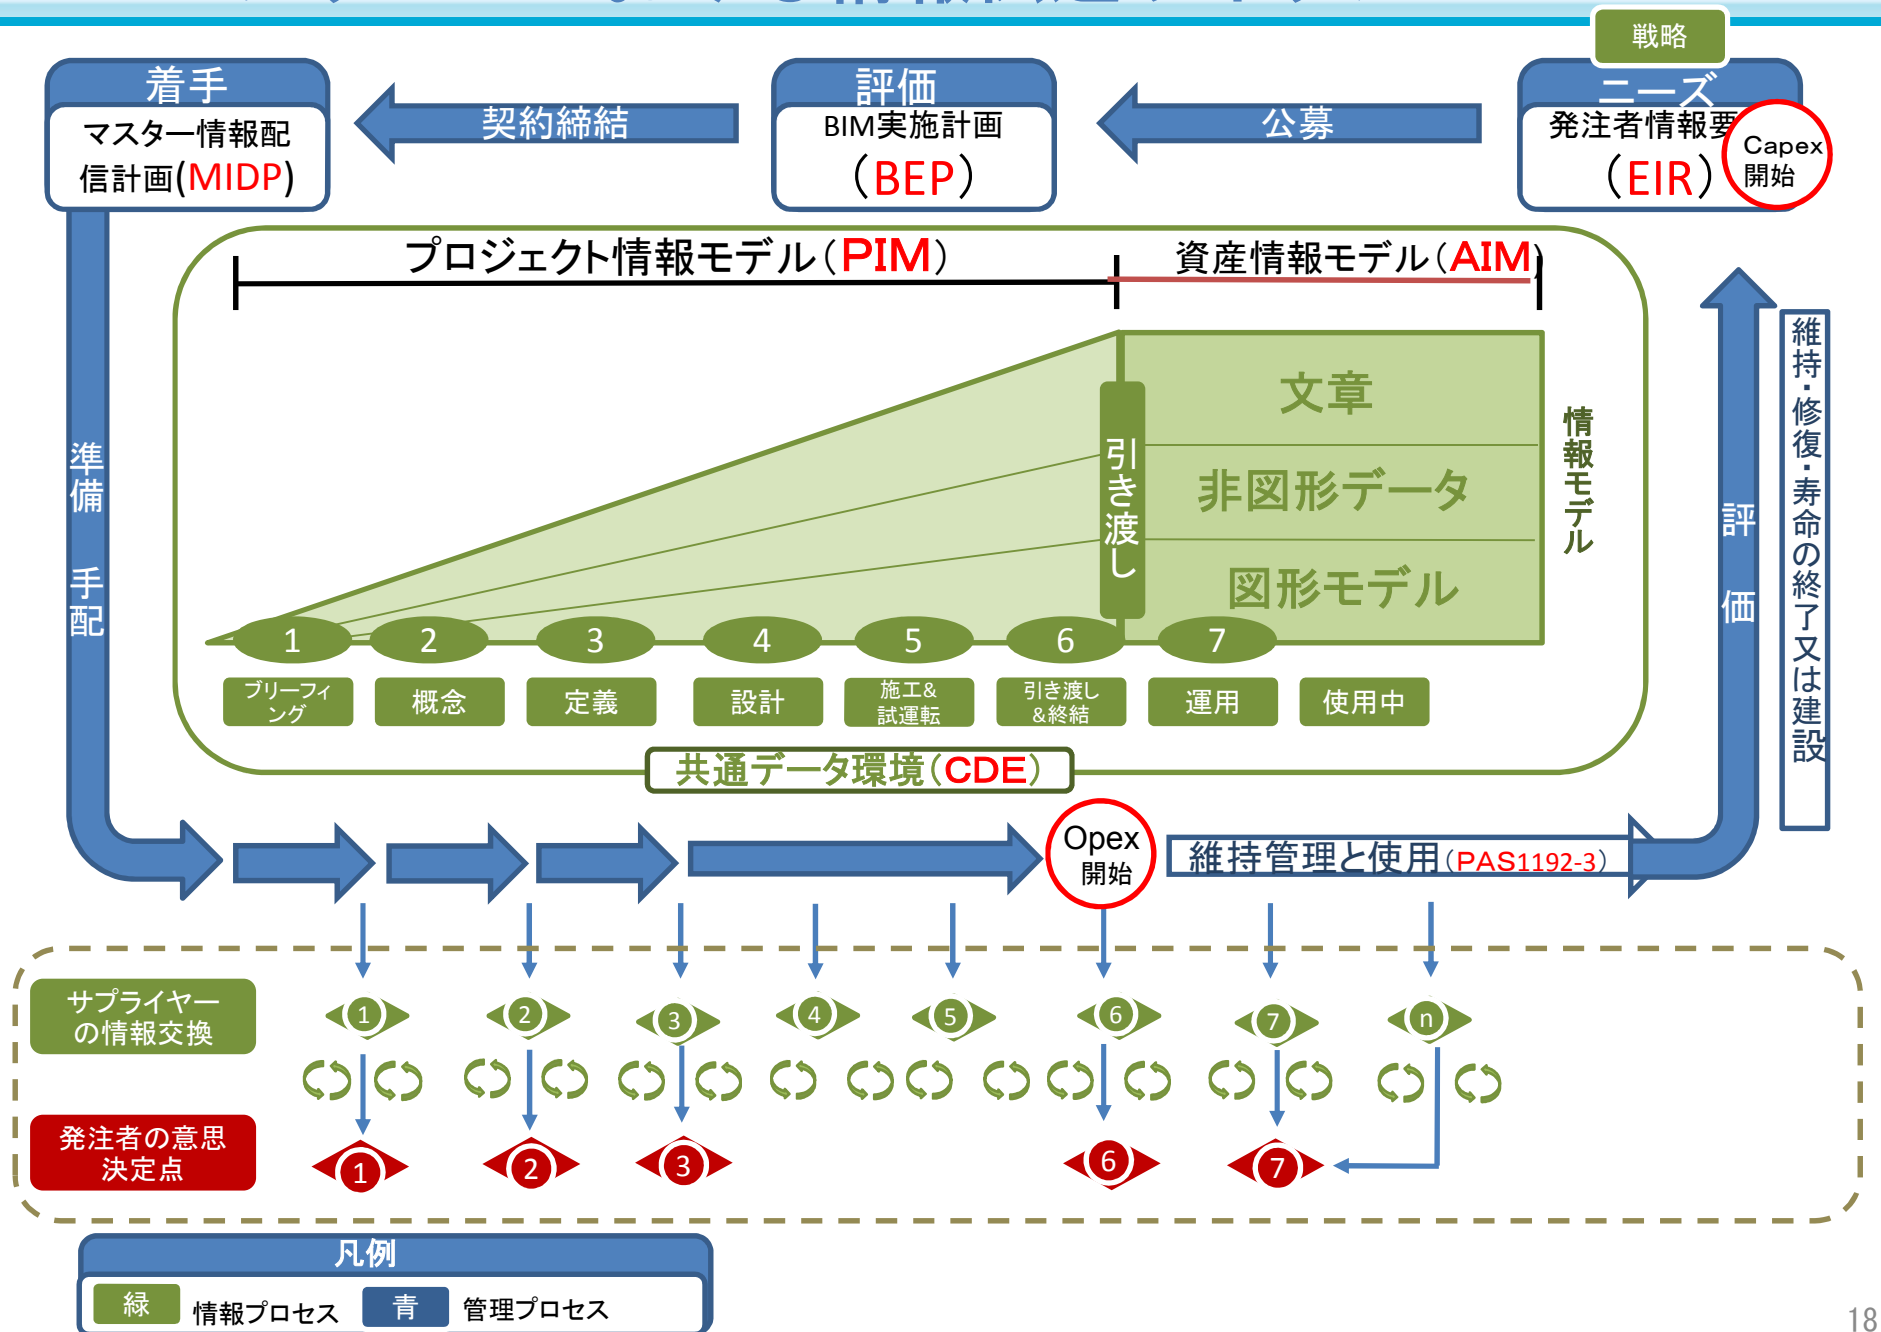 戦略
着手
マスター情報配
信計画(MIDP)
契約締結
評価
BIM実施計画
（BEP）
公募
ニーズ
発注者情報要
（EIR）
Capex
開始
プロジェクト情報モデル（PIM）
資産情報モデル（AIM）
文章
非図形データ
図形モデル
引き渡し
情報モデル
準備　手配
評価
維持・修復・寿命の終了又は建設
1
2
3
4
5
6
7
ブリーフィ
ング
概念
定義
設計
施工&
試運転
引き渡し
&終結
運用
使用中
共通データ環境（CDE）
Opex
開始
維持管理と使用（PAS1192-3）
サプライヤー
の情報交換
1
2
3
4
5
6
7
n
発注者の意思
決定点
1
2
3
6
7
凡例
緑
情報プロセス
青
管理プロセス
18